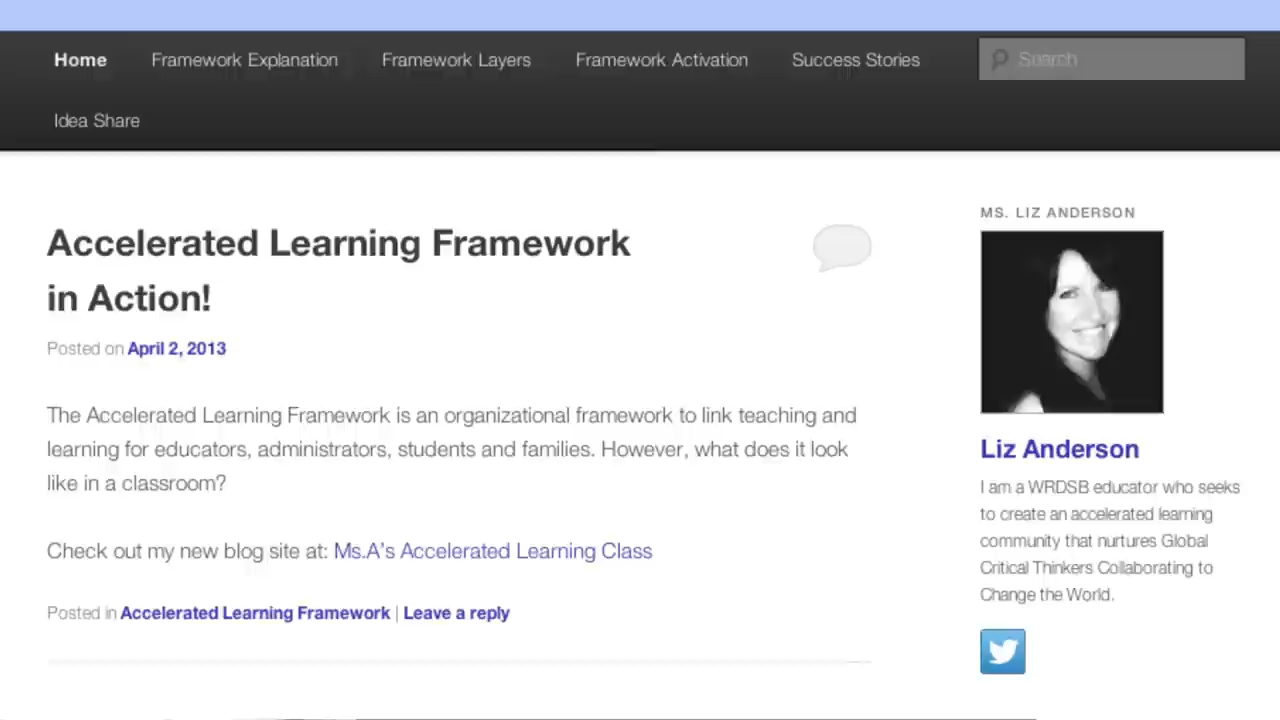 Home Framework Explanation Framework Layers Framework Activation Success Stories Search
Idea Share
MS. LIZ ANDERSON
Accelerated Learning Framework
in Action!
Posted on April 2, 2013
The Accelerated Learning Framework is an organizational framework to link teaching and
learning for educators, administrators, students and families. However, what does it look
like in a classroom?
Check out my new blog site at: Ms.A's Accelerated Learning Class
Posted in Accelerated Learning Framework | Leave a reply
Liz Anderson
I am a WRDSB educator who seeks
to create an accelerated learning
community that nurtures Global
Critical Thinkers Collaborating to
Change the World.